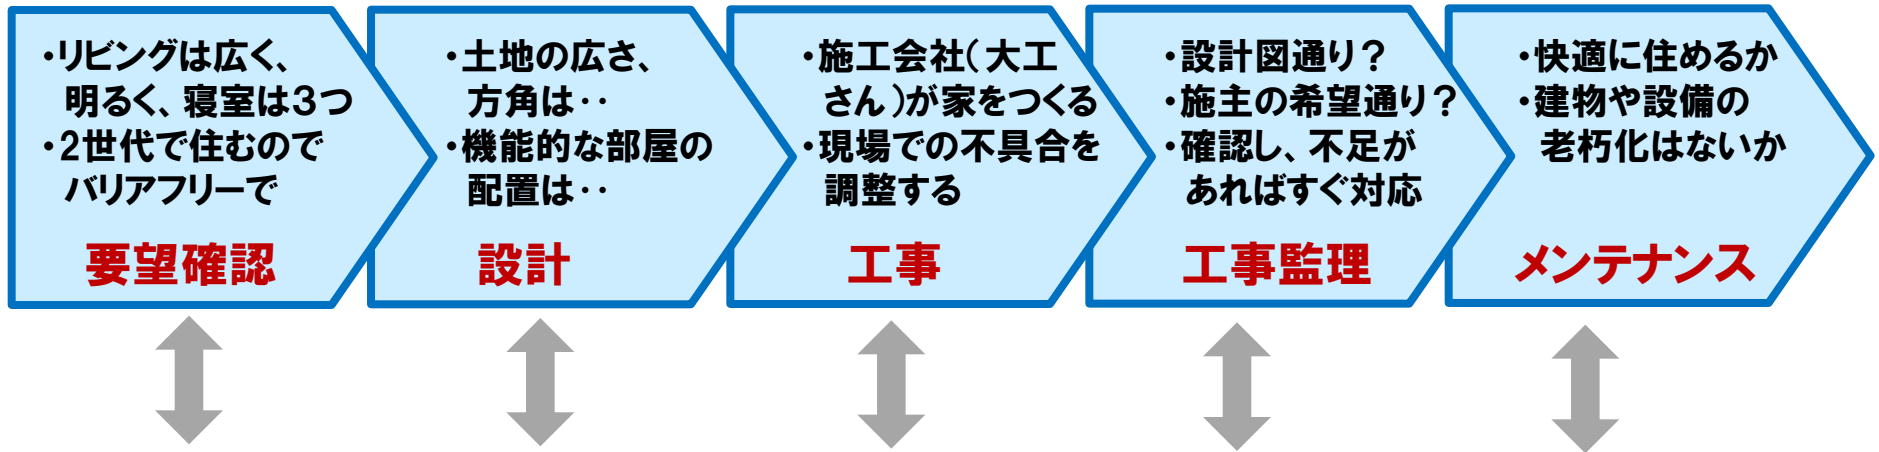 ・リビングは広く、
明るく、寝室は３つ
・2世代で住むので
バリアフリーで
要望確認
・土地の広さ、
方角は‥
・機能的な部屋の
配置は‥
設計
・施工会社（大工
さん）が家をつくる
・現場での不具合を
調整する
工事
・設計図通り？
・施主の希望通り？
・確認し、不足が
あればすぐ対応
工事監理
・快適に住めるか
・建物や設備の
老朽化はないか
メンテナンス